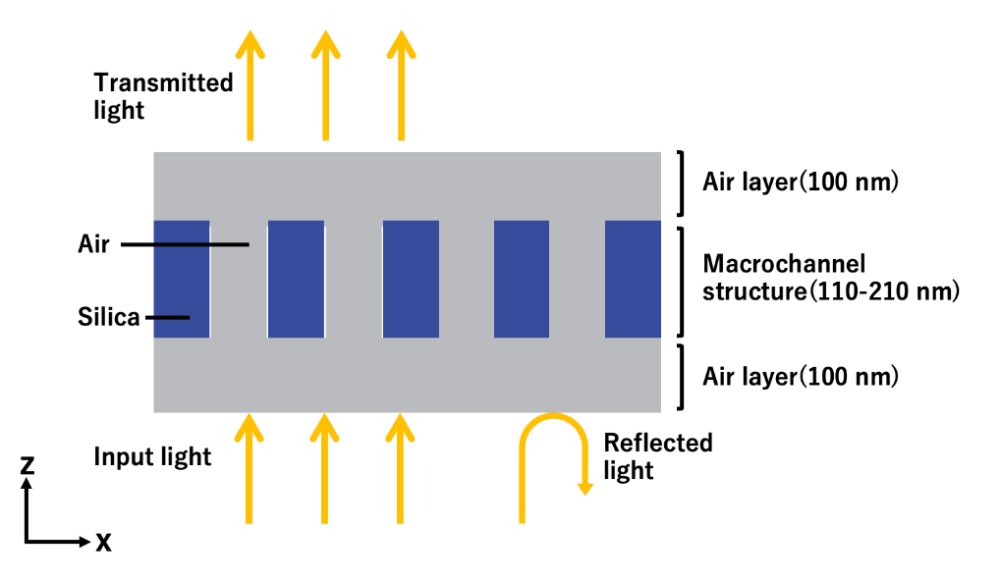 Transmitted
light
Air layer(100 nm)
Air
Macrochannel
structure(110-210 nm)
Silica
Air layer(100 nm)
Input light
Reflected
light
Z
X